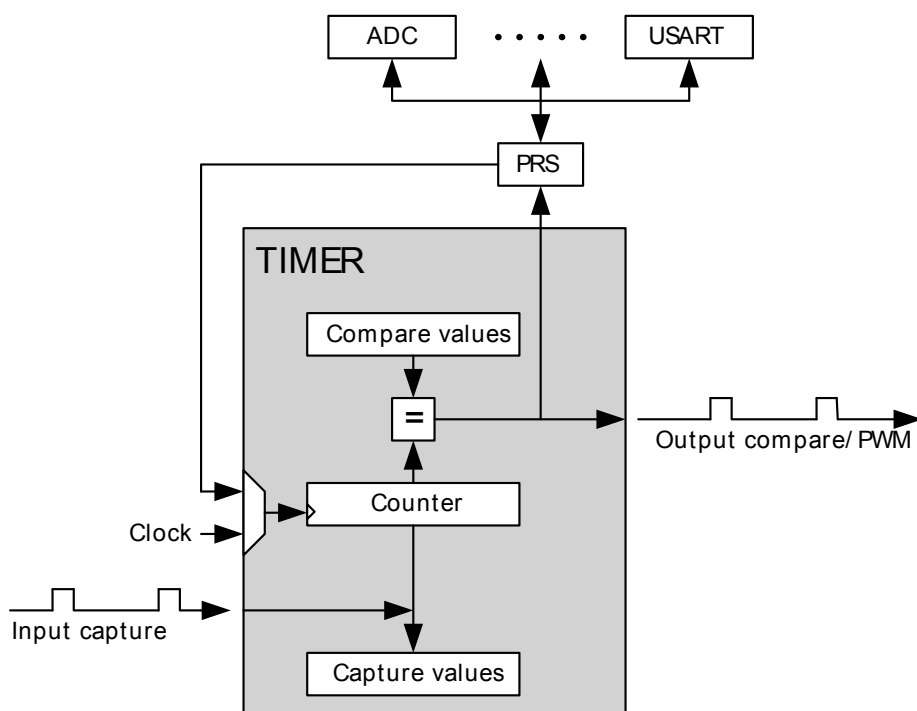 ADC
USART
PRS
TIMER
Compare values
=
Output compare/ PWM
Counter
Clock
Input capture
Capture values